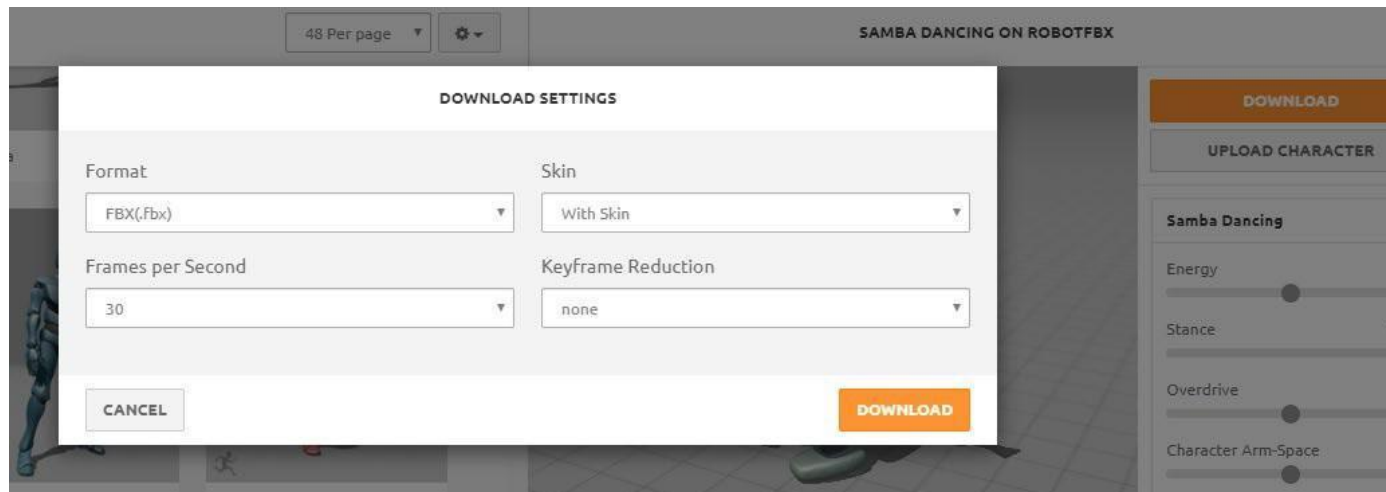 48 Per page
SAMBA DANCING ON ROBOTFBX
DOWNLOAD SETTINGS
DOWNLOAD
UPLOAD CHARACTER
Format
Skin
FBX(.fbx)
With Skin
Samba Dancing
Frames per Second
Keyframe Reduction
Energy
30
none
Stance
Overdrive
CANCEL
DOWNLOAD
Character Arm-Space